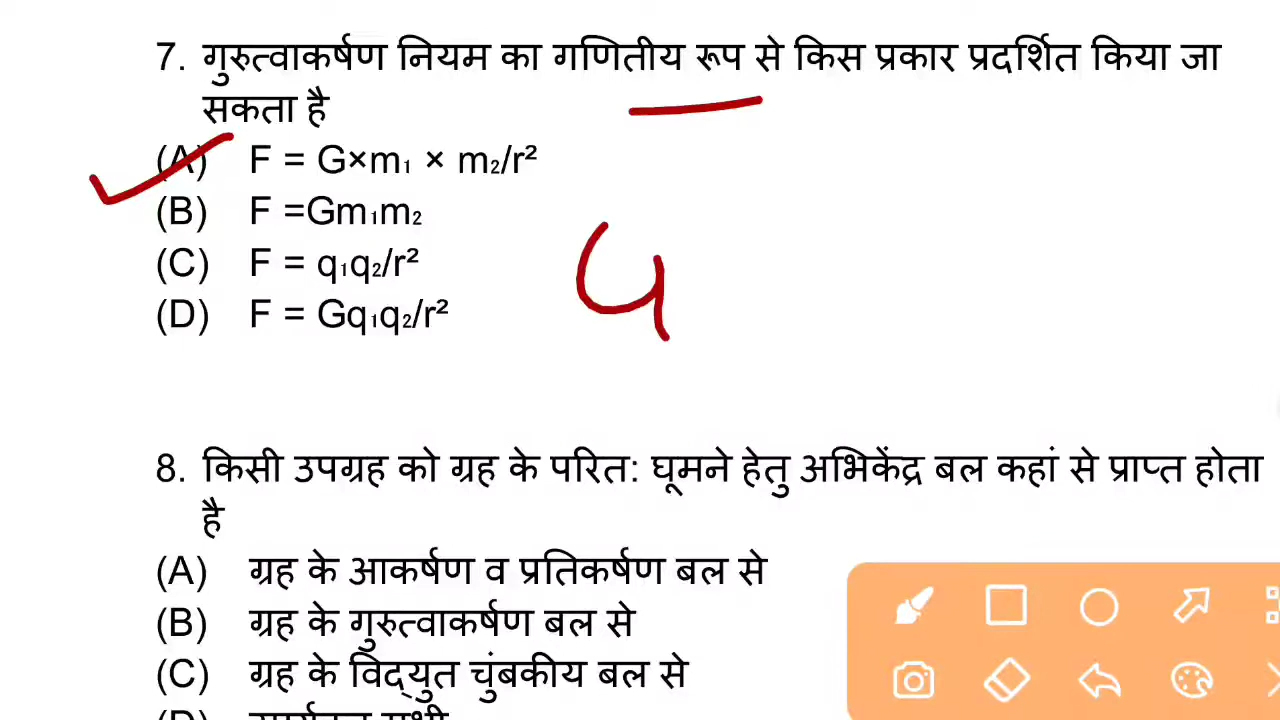 7. गुरुत्वाकर्षण नियम का गणितीय रूप से किस प्रकार प्रदर्शित किया जा
सकता है
(A) F = G×m₁ × m₂/r²
(B) F =Gm₁m₂
(C) F = q₁q₂/r²
(D) F = Gq₁q₂/r²
8. किसी उपग्रह को ग्रह के परित: घूमने हेतु अभिकेंद्र बल कहां से प्राप्त होता
है
(A) ग्रह के आकर्षण व प्रतिकर्षण बल से
(B) ग्रह के गुरुत्वाकर्षण बल से
(C) ग्रह के विद्युत चुंबकीय बल से
(D)